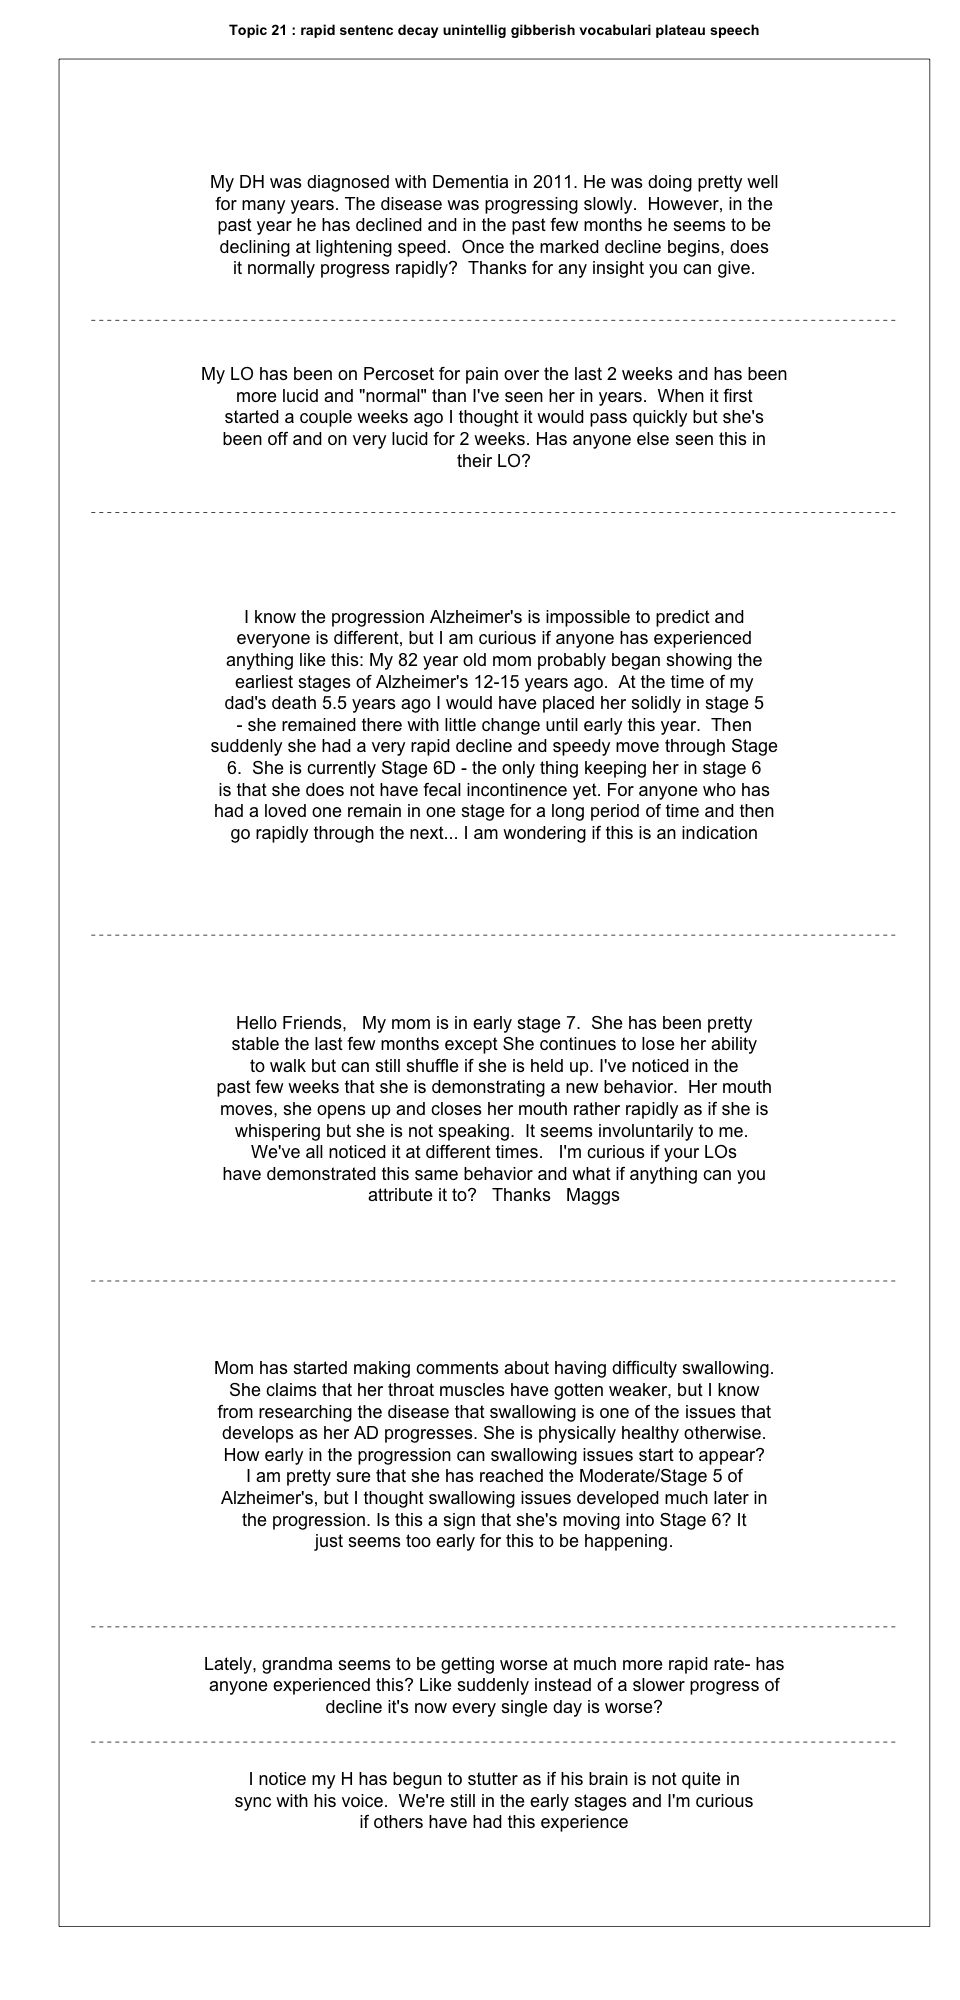 Topic 21 : rapid sentenc decay unintellig gibberish vocabulari plateau speech
My DH was diagnosed with Dementia in 2011. He was doing pretty well
for many years. The disease was progressing slowly.  However, in the
past year he has declined and in the past few months he seems to be
declining at lightening speed.  Once the marked decline begins, does
it normally progress rapidly?  Thanks for any insight you can give.
My LO has been on Percoset for pain over the last 2 weeks and has been
more lucid and "normal" than I've seen her in years.  When it first
started a couple weeks ago I thought it would pass quickly but she's
been off and on very lucid for 2 weeks. Has anyone else seen this in
their LO?
I know the progression Alzheimer's is impossible to predict and
everyone is different, but I am curious if anyone has experienced
anything like this: My 82 year old mom probably began showing the
earliest stages of Alzheimer's 12-15 years ago.  At the time of my
dad's death 5.5 years ago I would have placed her solidly in stage 5
- she remained there with little change until early this year.  Then
suddenly she had a very rapid decline and speedy move through Stage
6.  She is currently Stage 6D - the only thing keeping her in stage 6
is that she does not have fecal incontinence yet. For anyone who has
had a loved one remain in one stage for a long period of time and then
go rapidly through the next... I am wondering if this is an indication
Hello Friends,   My mom is in early stage 7.  She has been pretty
stable the last few months except She continues to lose her ability
to walk but can still shuffle if she is held up. I've noticed in the
past few weeks that she is demonstrating a new behavior.  Her mouth
moves, she opens up and closes her mouth rather rapidly as if she is
whispering but she is not speaking.  It seems involuntarily to me.
We've all noticed it at different times.   I'm curious if your LOs
have demonstrated this same behavior and what if anything can you
attribute it to?   Thanks   Maggs
Mom has started making comments about having difficulty swallowing.
She claims that her throat muscles have gotten weaker, but I know
from researching the disease that swallowing is one of the issues that
develops as her AD progresses. She is physically healthy otherwise.
How early in the progression can swallowing issues start to appear?
I am pretty sure that she has reached the Moderate/Stage 5 of
Alzheimer's, but I thought swallowing issues developed much later in
the progression. Is this a sign that she's moving into Stage 6? It
just seems too early for this to be happening.
Lately, grandma seems to be getting worse at much more rapid rate- has
anyone experienced this? Like suddenly instead of a slower progress of
decline it's now every single day is worse?
I notice my H has begun to stutter as if his brain is not quite in
sync with his voice.  We're still in the early stages and I'm curious
if others have had this experience